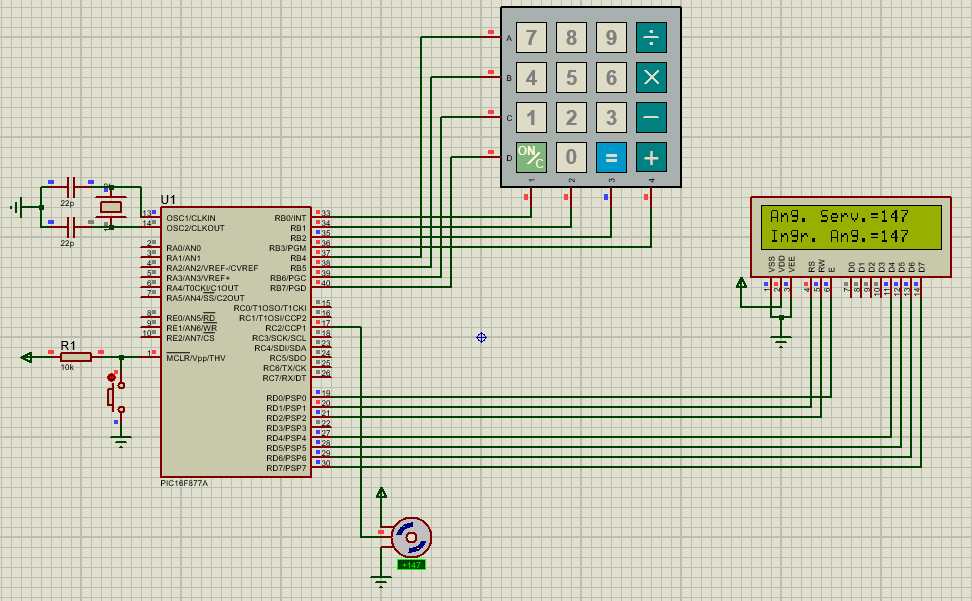 7 8 9 ÷
4 5 6 ×
1 2 3 −
ON/C 0 = +
A
B
C
D
1 2 3 4
22p
22p
U1
13 OSC1/CLKIN
14 OSC2/CLKOUT
2 RA0/AN0
3 RA1/AN1
4 RA2/AN2/VREF-/CVREF
5 RA3/AN3/VREF+
6 RA4/T0CKI/C1OUT
7 RA5/AN4/SS/C2OUT
8 RE0/AN5/RD
9 RE1/AN6/WR
10 RE2/AN7/CS
1 MCLR/Vpp/THV
RB0/INT 33
RB1 34
RB2 35
RB3/PGM 36
RB4 37
RB5 38
RB6/PGC 39
RB7/PGD 40
RC0/T1OSO/T1CKI 15
RC1/T1OSI/CCP2 16
RC2/CCP1 17
RC3/SCK/SCL 18
RC4/SDI/SDA 23
RC5/SDO 24
RC6/TX/CK 25
RC7/RX/DT 26
RD0/PSP0 19
RD1/PSP1 20
RD2/PSP2 21
RD3/PSP3 22
RD4/PSP4 27
RD5/PSP5 28
RD6/PSP6 29
RD7/PSP7 30
PIC16F877A
R1
10k
Ang. Serv.=147
Ingr. Ang.=147
VSS VDD VEE RS RW E D0 D1 D2 D3 D4 D5 D6 D7
1 2 3 4 5 6 7 8 9 10 11 12 13 14
+147